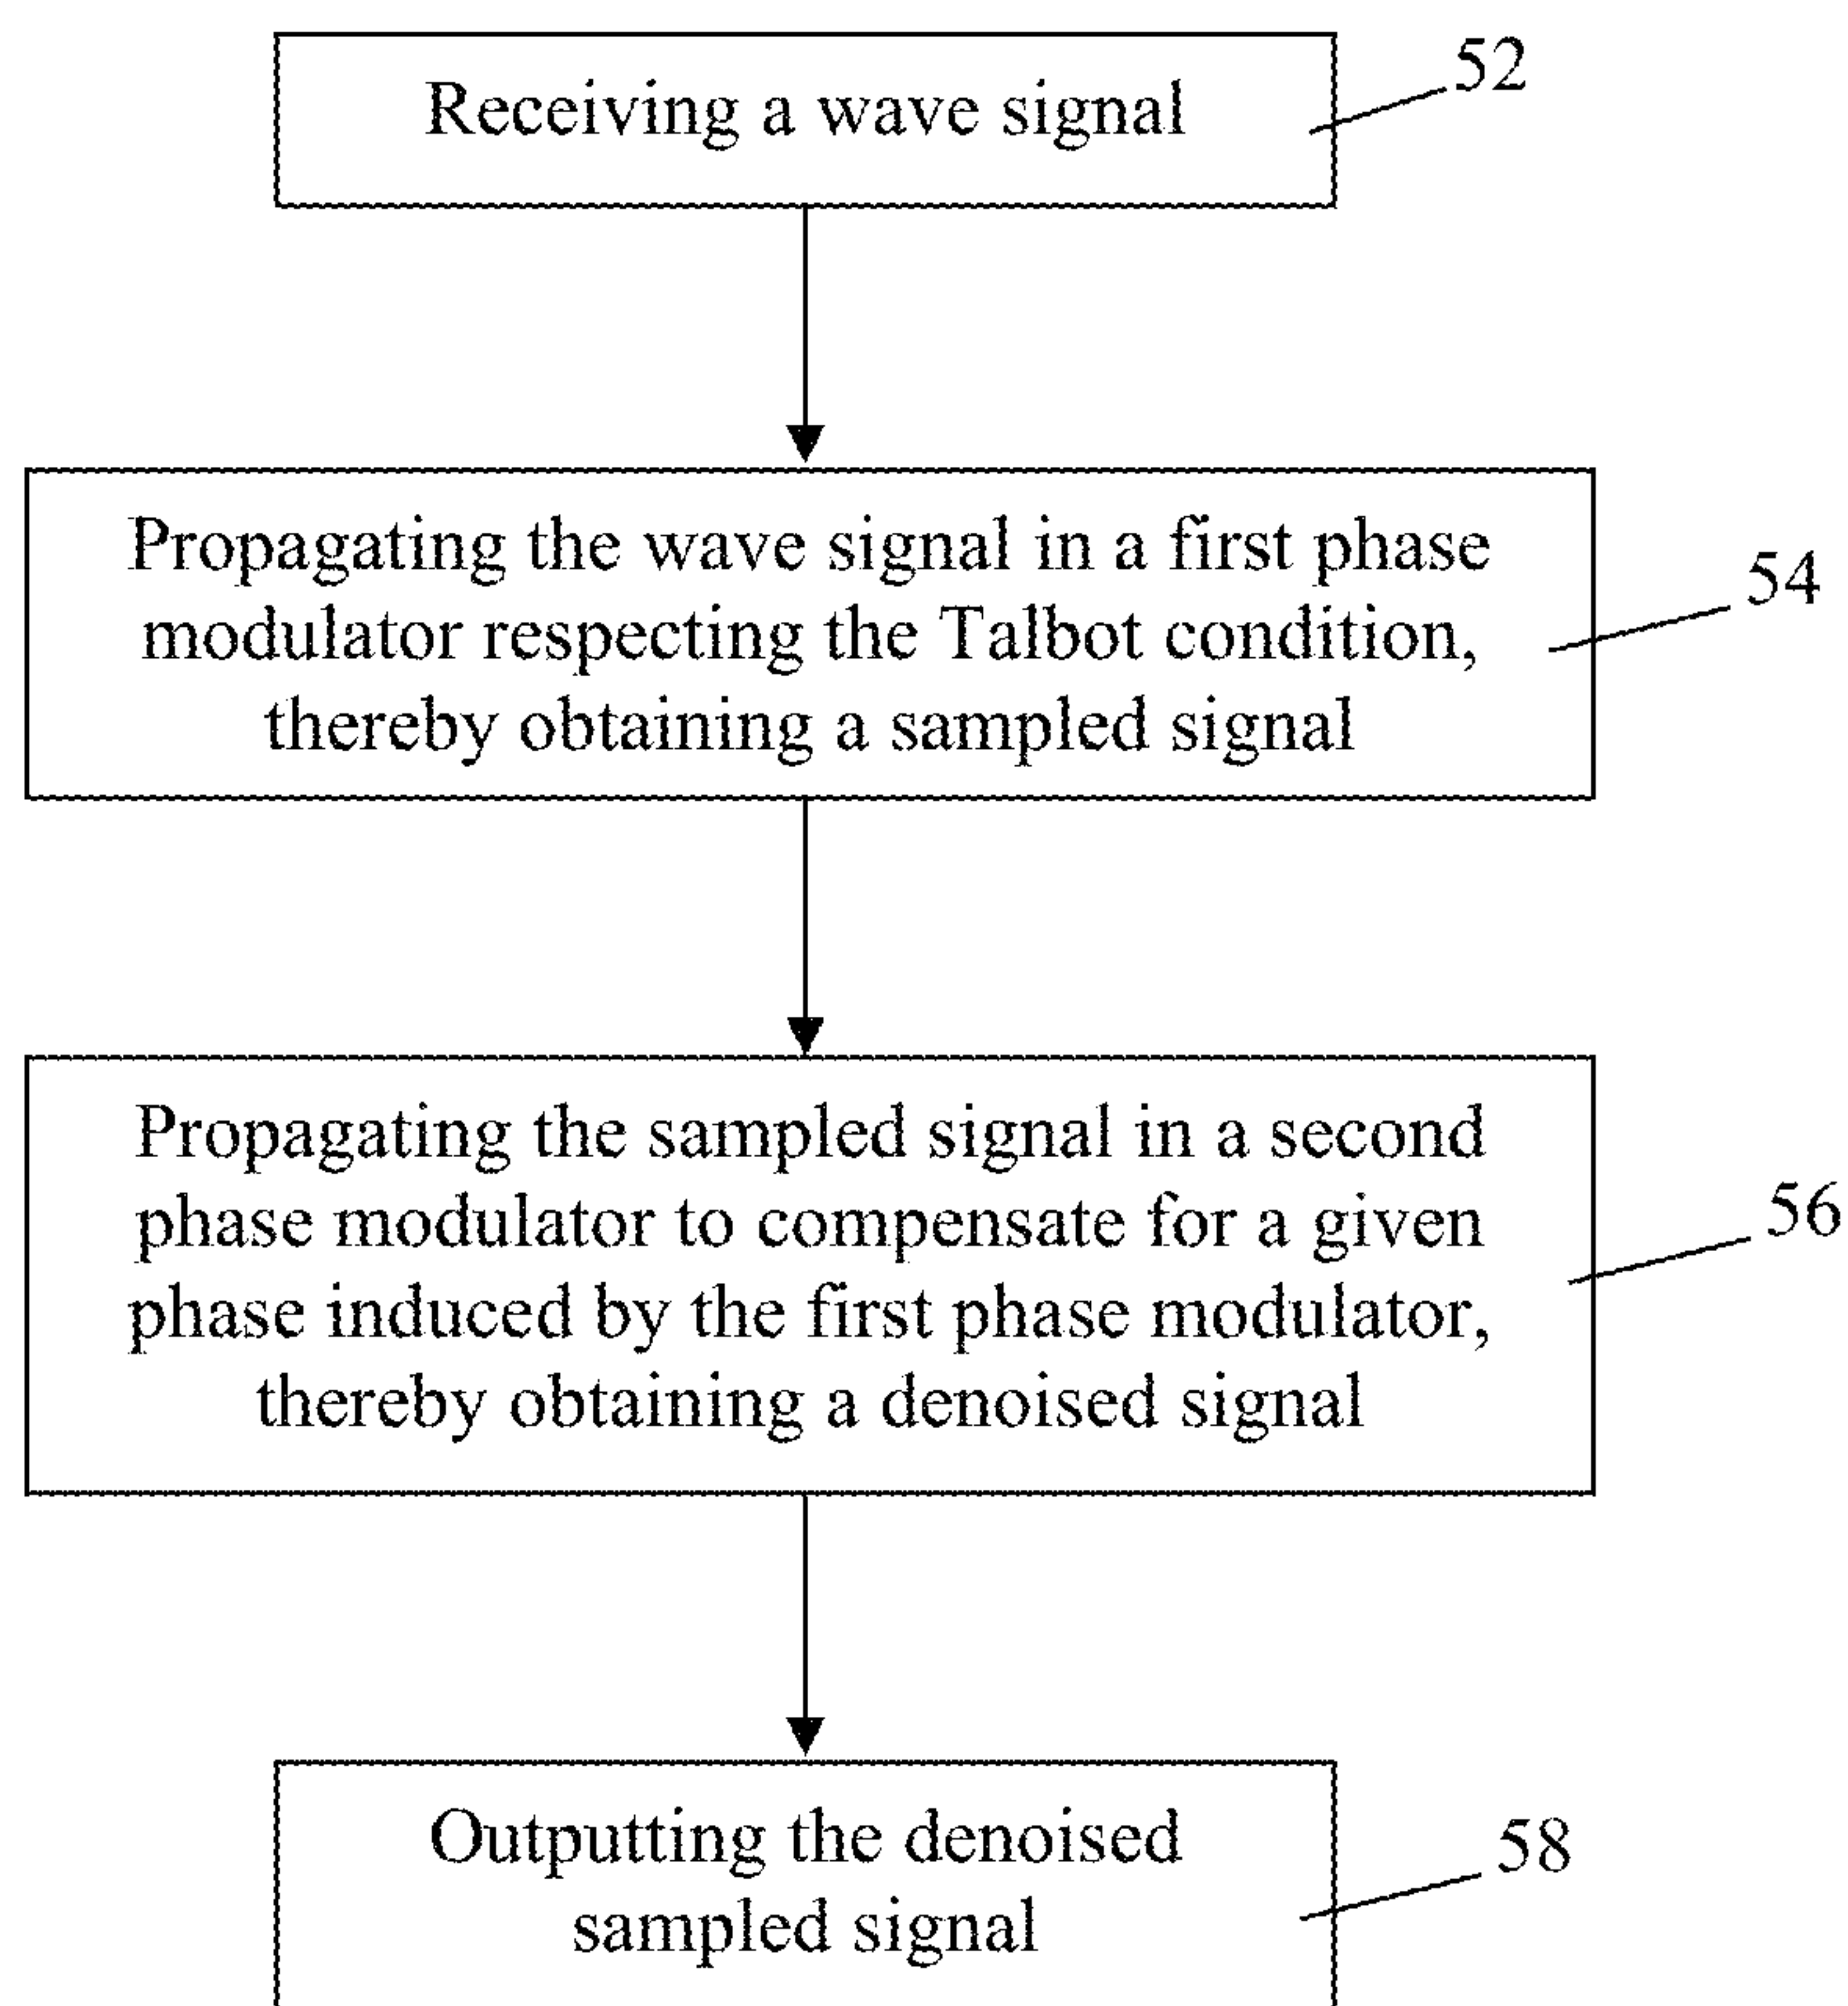 Receiving a wave signal
52
Propagating the wave signal in a first phase
modulator respecting the Talbot condition,
thereby obtaining a sampled signal
54
Propagating the sampled signal in a second
phase modulator to compensate for a given
phase induced by the first phase modulator,
thereby obtaining a denoised signal
56
Outputting the denoised
sampled signal
58